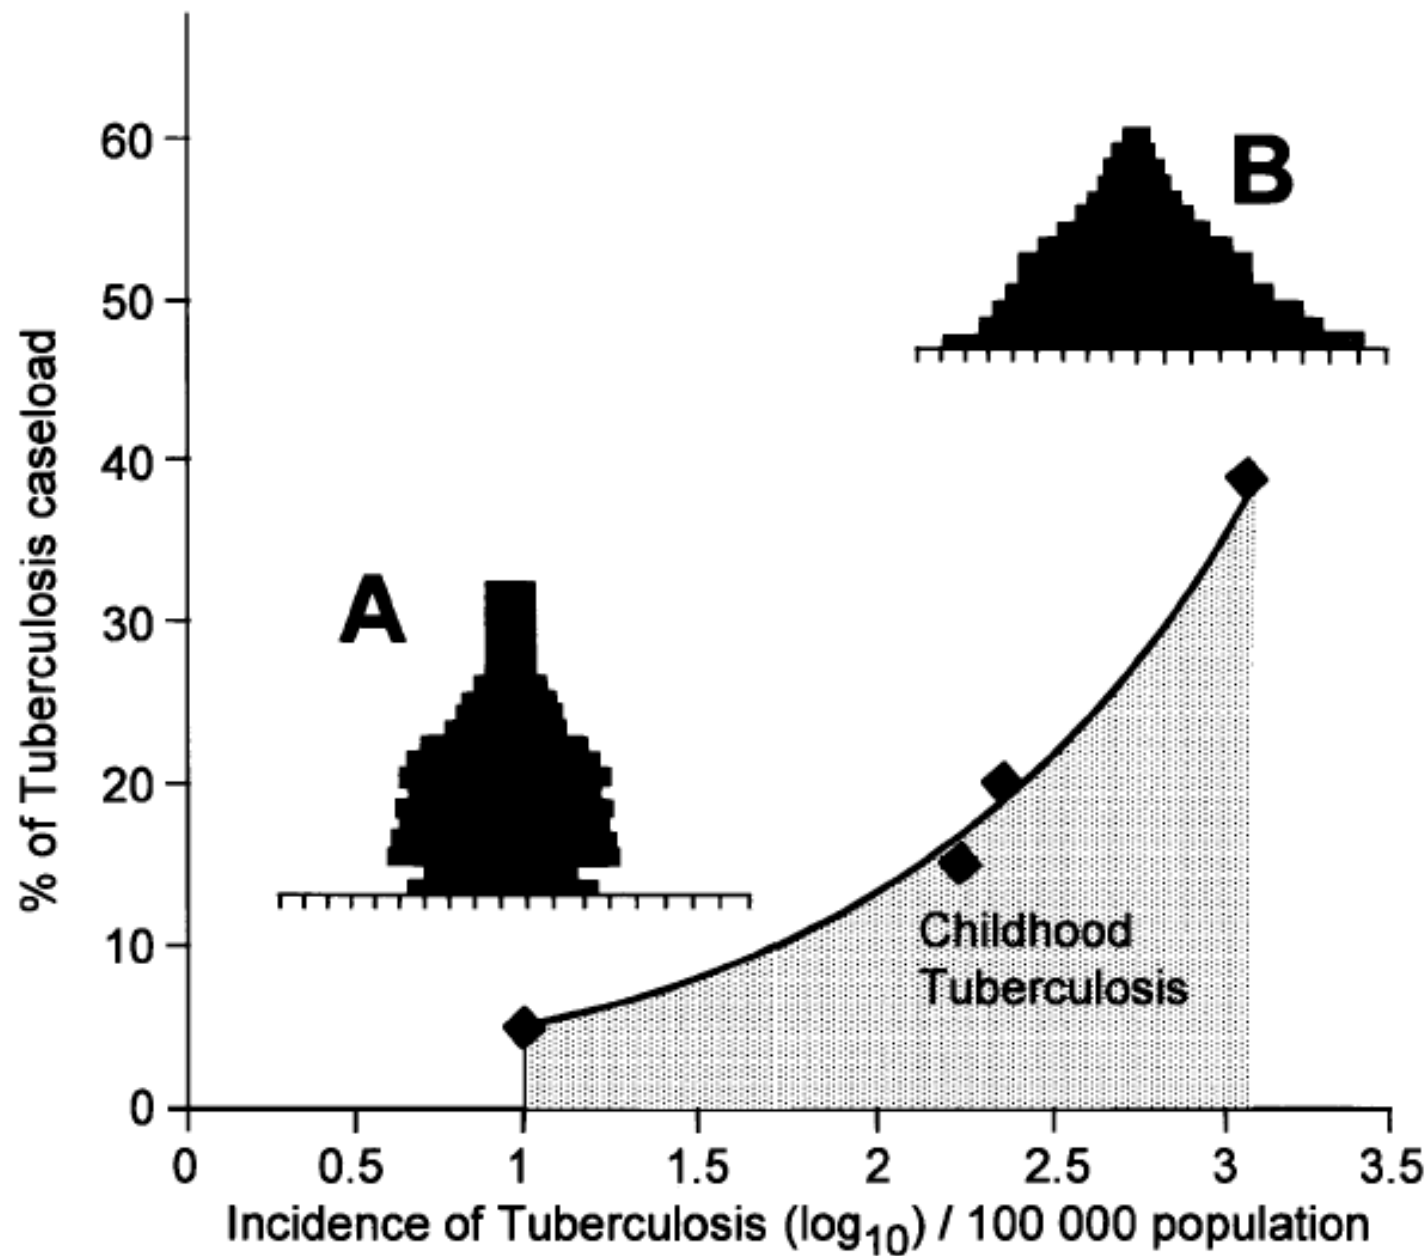 % of Tuberculosis caseload
60
50
40
30
20
10
0
A
B
Childhood
Tuberculosis
0 0.5 1 1.5 2 2.5 3 3.5
Incidence of Tuberculosis (log10) / 100 000 population